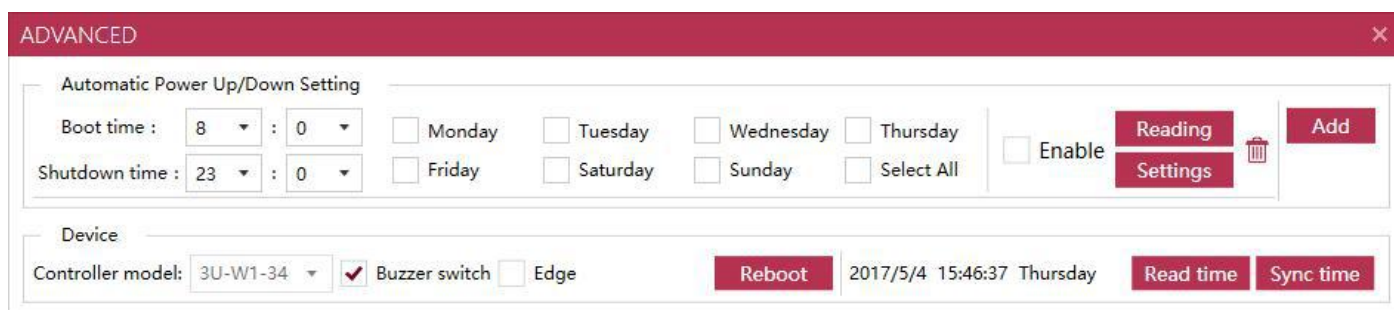 ADVANCED
Automatic Power Up/Down Setting
Boot time : 8 : 0 Monday Tuesday Wednesday Thursday Enable Reading Add
Shutdown time : 23 : 0 Friday Saturday Sunday Select All Settings
Device
Controller model: 3U-W1-34 Buzzer switch Edge Reboot 2017/5/4 15:46:37 Thursday Read time Sync time